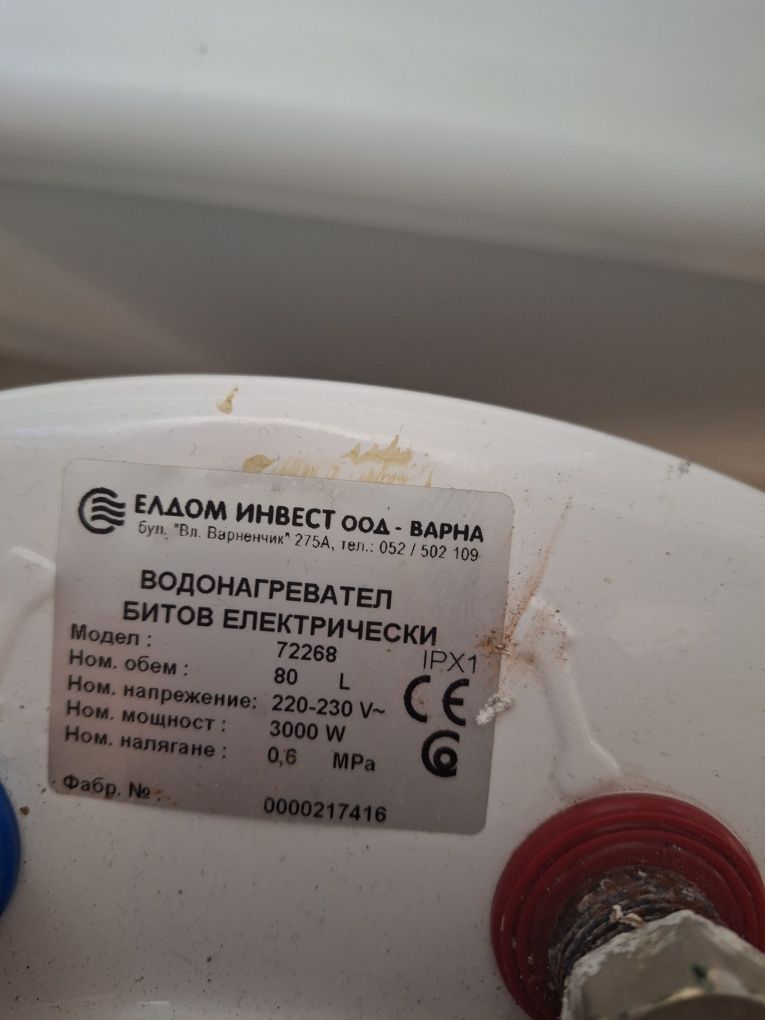 ЕЛДОМ ИНВЕСТ ООД - ВАРНА
бул. "Вл. Варненчик" 275А, тел.: 052 / 502 109
ВОДОНАГРЕВАТЕЛ
БИТОВ ЕЛЕКТРИЧЕСКИ
Модел : 72268 IPX1
Ном. обем : 80 L
Ном. напрежение: 220-230 V~
Ном. мощност : 3000 W
Ном. налягане : 0,6 MPa
Фабр. № : 0000217416
CE